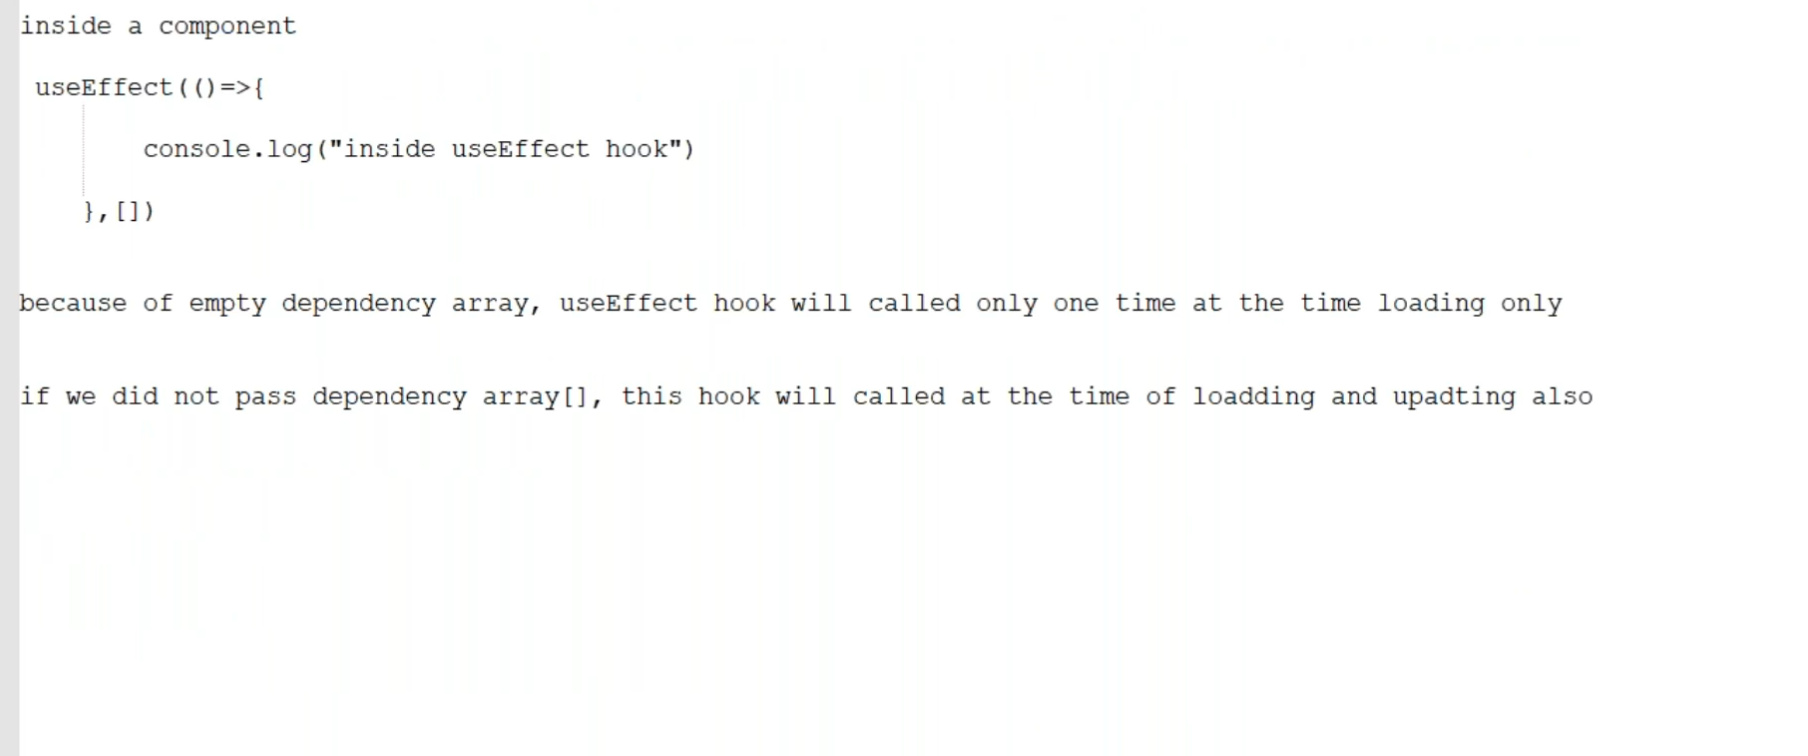 inside a component
useEffect(()=>{
console.log("inside useEffect hook")
},[])
because of empty dependency array, useEffect hook will called only one time at the time loading only
if we did not pass dependency array[], this hook will called at the time of loadding and upadting also